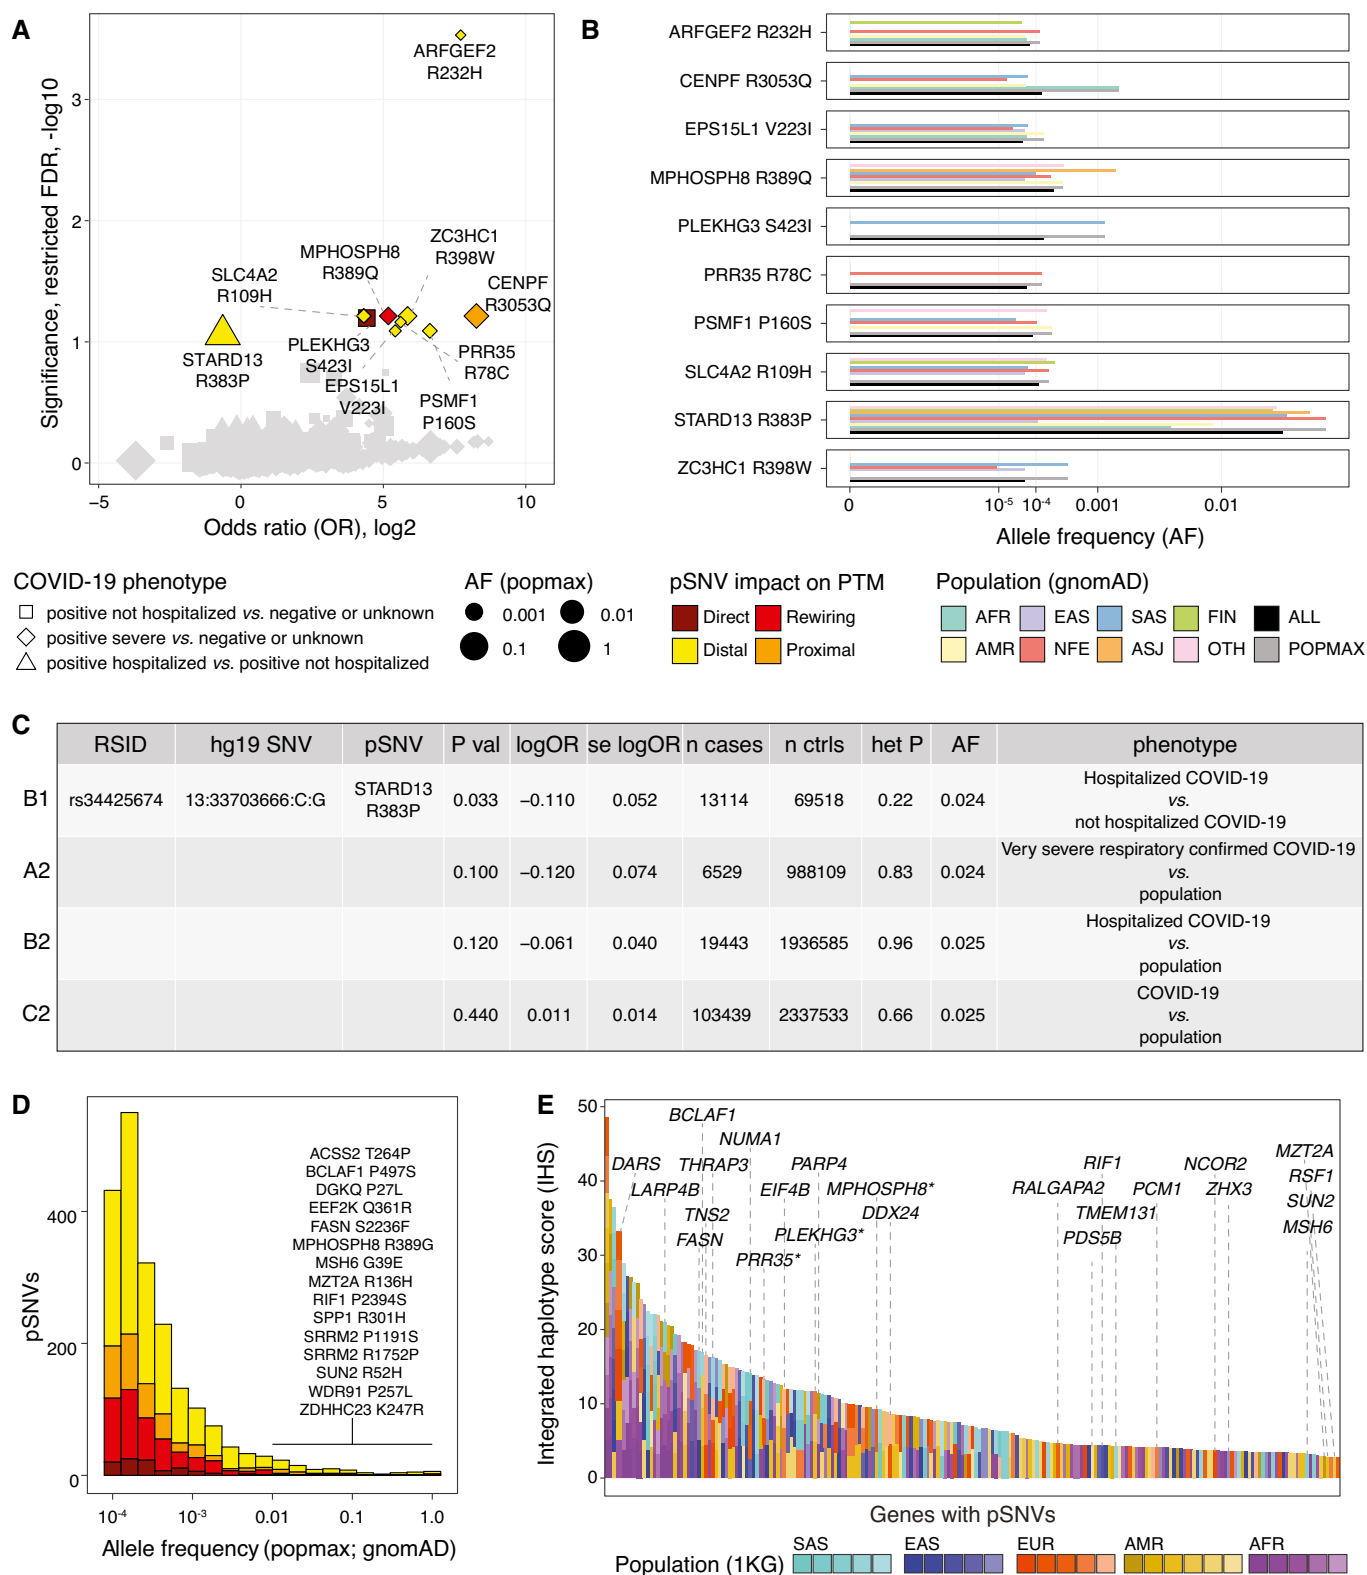 A
Significance, restricted FDR, -log10
3
2
1
0
−5
0
5
10
Odds ratio (OR), log2
ARFGEF2
R232H
ZC3HC1
R398W
MPHOSPH8
R389Q
SLC4A2
R109H
CENPF
R3053Q
STARD13
R383P
PLEKHG3
S423I
EPS15L1
V223I
PRR35
R78C
PSMF1
P160S
B
ARFGEF2 R232H
CENPF R3053Q
EPS15L1 V223I
MPHOSPH8 R389Q
PLEKHG3 S423I
PRR35 R78C
PSMF1 P160S
SLC4A2 R109H
STARD13 R383P
ZC3HC1 R398W
0
10-5
10-4
0.001
0.01
Allele frequency (AF)
COVID-19 phenotype
positive not hospitalized vs. negative or unknown
positive severe vs. negative or unknown
positive hospitalized vs. positive not hospitalized
AF (popmax)
0.001
0.01
0.1
1
pSNV impact on PTM
Direct
Rewiring
Distal
Proximal
Population (gnomAD)
AFR
EAS
SAS
FIN
ALL
AMR
NFE
ASJ
OTH
POPMAX
C
RSID hg19 SNV pSNV P val logOR se logOR n cases n ctrls het P AF phenotype
B1 rs34425674 13:33703666:C:G STARD13 R383P 0.033 −0.110 0.052 13114 69518 0.22 0.024 Hospitalized COVID-19
vs.
not hospitalized COVID-19
A2 0.100 −0.120 0.074 6529 988109 0.83 0.024 Very severe respiratory confirmed COVID-19
vs.
population
B2 0.120 −0.061 0.040 19443 1936585 0.96 0.025 Hospitalized COVID-19
vs.
population
C2 0.440 0.011 0.014 103439 2337533 0.66 0.025 COVID-19
vs.
population
D
pSNVs
400
200
0
10-4
10-3
0.01
0.1
1.0
Allele frequency (popmax; gnomAD)
ACSS2 T264P
BCLAF1 P497S
DGKQ P27L
EEF2K Q361R
FASN S2236F
MPHOSPH8 R389G
MSH6 G39E
MZT2A R136H
RIF1 P2394S
SPP1 R301H
SRRM2 P1191S
SRRM2 R1752P
SUN2 R52H
WDR91 P257L
ZDHHC23 K247R
E
Integrated haplotype score (IHS)
50
40
30
20
10
0
BCLAF1
NUMA1
DARS
THRAP3
PARP4
LARP4B
EIF4B
MPHOSPH8*
TNS2
DDX24
FASN
PLEKHG3*
PRR35*
RIF1
NCOR2
MZT2A
RALGAPA2
PCM1
ZHX3
RSF1
TMEM131
SUN2
PDS5B
MSH6
Genes with pSNVs
Population (1KG)
SAS
EAS
EUR
AMR
AFR